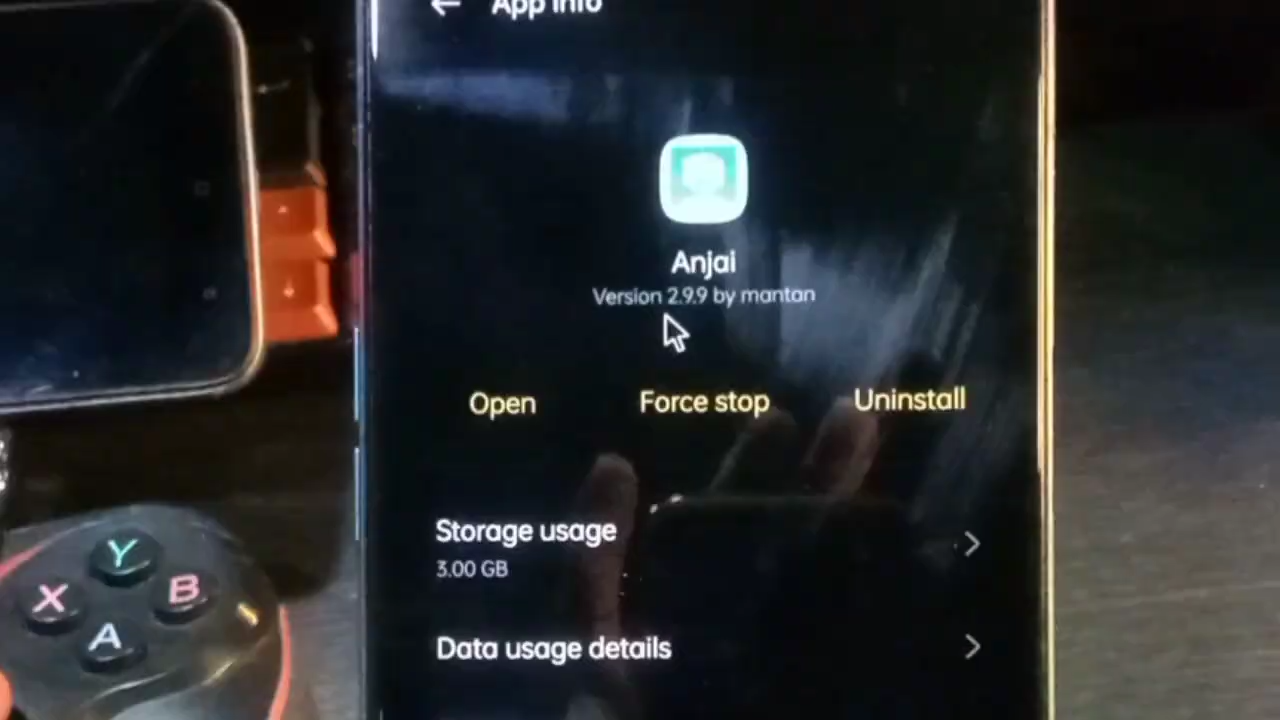 App info
Anjai
Version 2.9.9 by mantan
Open
Force stop
Uninstall
Storage usage
3.00 GB
Data usage details
Y
X
B
A